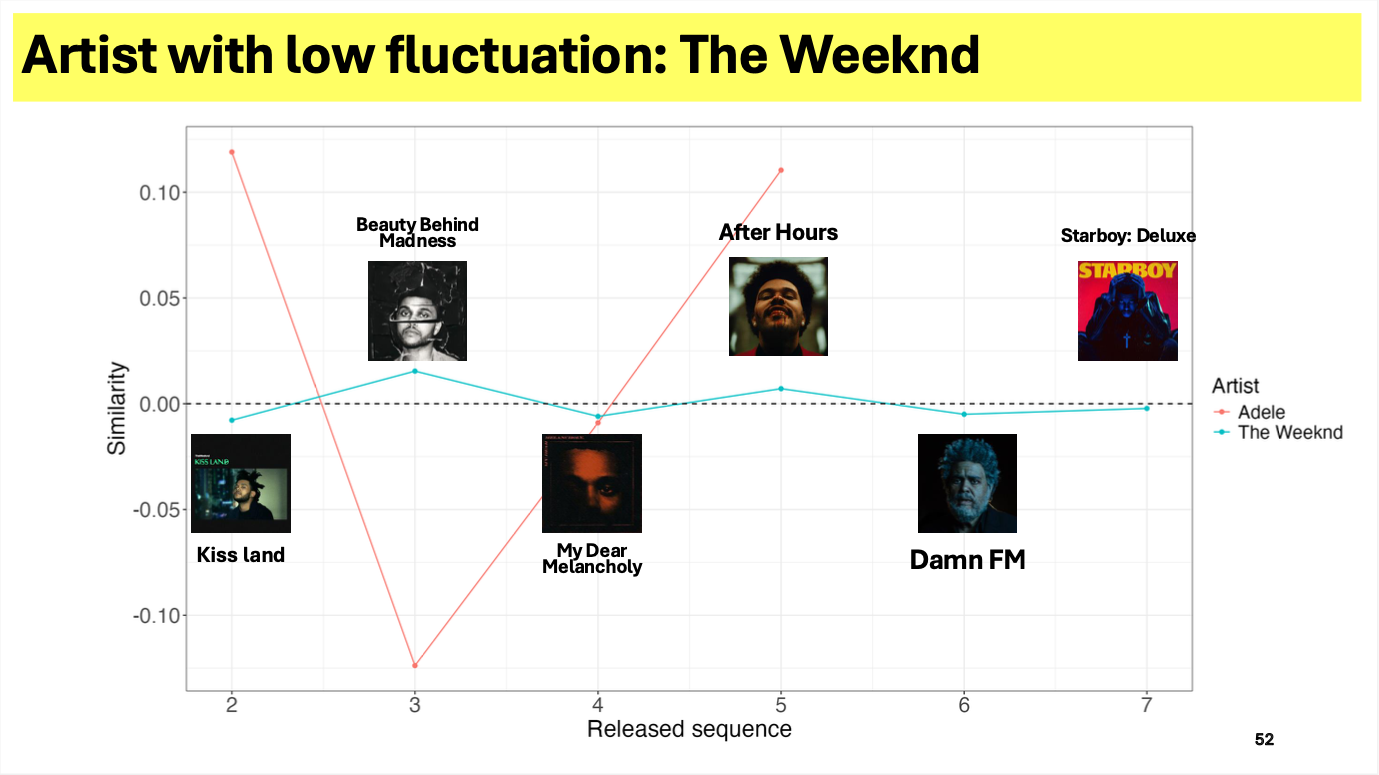 Artist with low fluctuation: The Weeknd
0.10
0.05
0.00
-0.05
-0.10
Similarity
Beauty Behind
Madness
After Hours
Starboy: Deluxe
STARBOY
KISS LAND
Kiss land
My Dear
Melancholy
Damn FM
Artist
Adele
The Weeknd
2
3
4
5
6
7
Released sequence
52